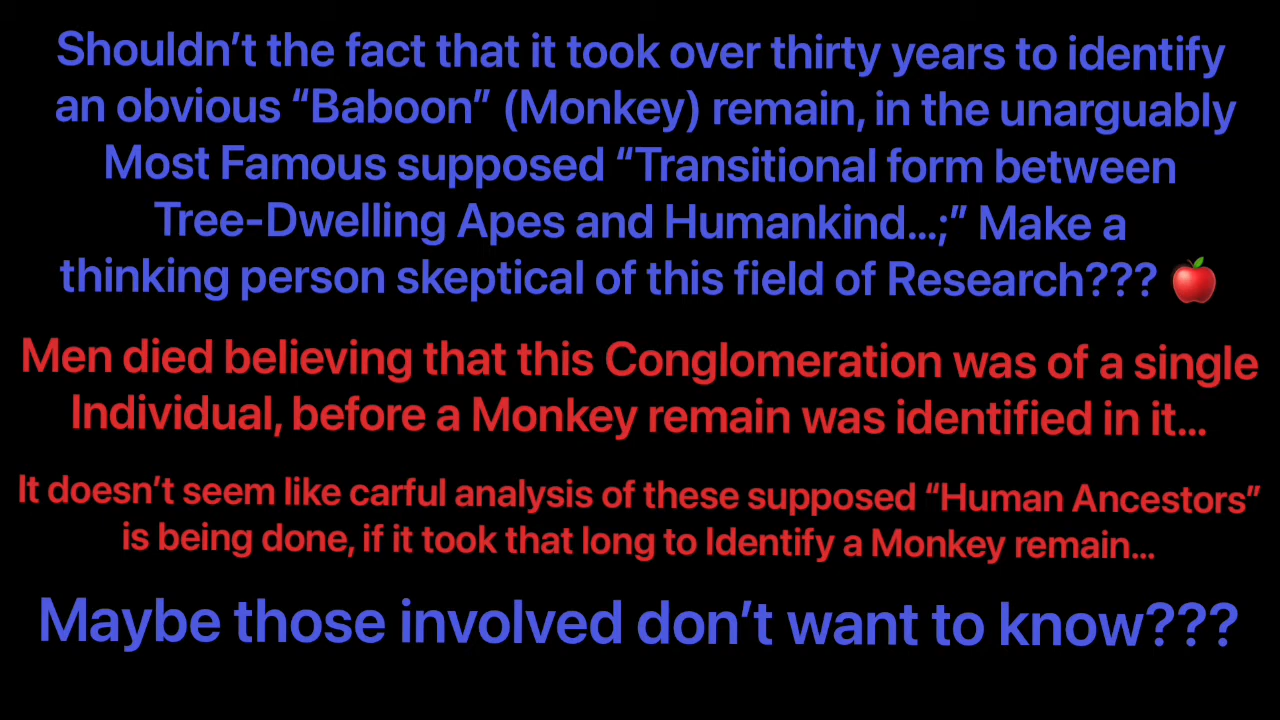 Shouldn’t the fact that it took over thirty years to identify
an obvious “Baboon” (Monkey) remain, in the unarguably
Most Famous supposed “Transitional form between
Tree-Dwelling Apes and Humankind...;” Make a
thinking person skeptical of this field of Research??? 🍎
Men died believing that this Conglomeration was of a single
Individual, before a Monkey remain was identified in it...
It doesn’t seem like carful analysis of these supposed “Human Ancestors”
is being done, if it took that long to Identify a Monkey remain...
Maybe those involved don’t want to know???